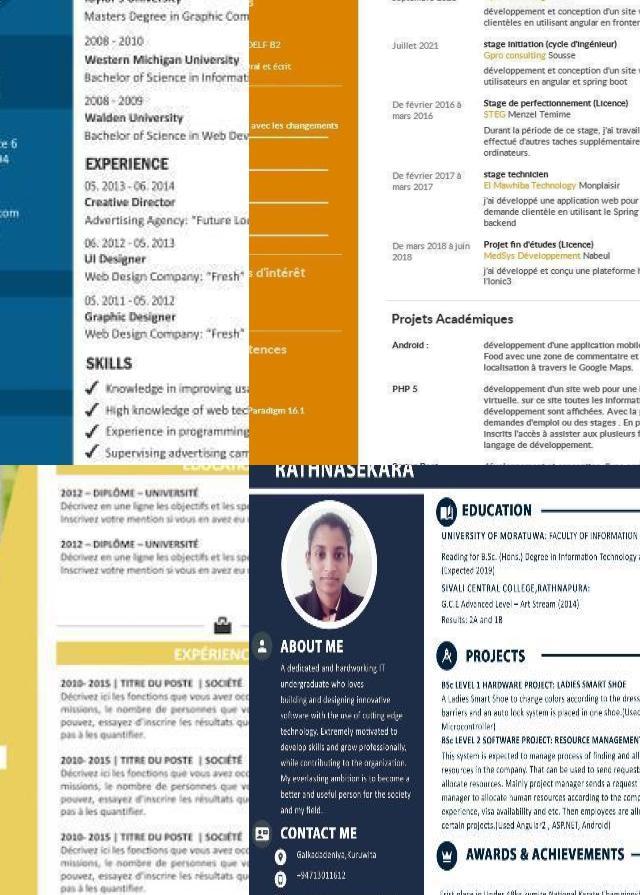 Masters Degree in Graphic Com
2008 - 2010
Western Michigan University
Bachelor of Science in Informati
2008 - 2009
Walden University
Bachelor of Science in Web Dev
EXPERIENCE
05. 2013 - 06. 2014
Creative Director
Advertising Agency: "Future Lo
06. 2012 - 05. 2013
UI Designer
Web Design Company: "Fresh"
05. 2011 - 05. 2012
Graphic Designer
Web Design Company: "Fresh"
SKILLS
Knowledge in improving usa
High knowledge of web tec
Experience in programming
Supervising advertising cam
te 6
com
DELF B2
ral et écrit
avec les changements
s d'intérêt
tences
Paradigm 16.1
développement et conception d'un site
clientèles en utilisant angular en fronter
Juillet 2021
stage Initiation (cycle d'ingénieur)
Gpro consulting Sousse
développement et conception d'un site
utilisateurs en angular et spring boot
De février 2016 à
mars 2016
Stage de perfectionnement (Licence)
STEG Menzel Temime
Durant la période de ce stage, j'ai travail
effectué d'autres taches supplémentaire
ordinateurs.
De février 2017 à
mars 2017
stage technicien
El Mawhiba Technology Monplaisir
j'ai développé une application web pour
demande clientèle en utilisant le Spring
backend
De mars 2018 à juin
2018
Projet fin d'études (Licence)
MedSys Développement Nabeul
j'ai développé et conçu une plateforme h
l'Ionic3
Projets Académiques
Android :
développement d'une application mobile
Food avec une zone de commentaire et
localisation à travers le Google Maps.
PHP 5
développement d'un site web pour une
virtuelle. sur ce site toutes les informati
développement sont affichées. Avec la p
demandes d'emploi ou des stages . En p
inscrits l'accès à assister aux plusieurs f
langage de développement.
2012 – DIPLÔME – UNIVERSITÉ
Décrivez en une ligne les objectifs et les sp
Inscrivez votre mention si vous en avez eu
2012 – DIPLÔME – UNIVERSITÉ
Décrivez en une ligne les objectifs et les sp
Inscrivez votre mention si vous en avez eu
EXPÉRIENC
2010- 2015 | TITRE DU POSTE | SOCIÉTÉ
Décrivez ici les fonctions que vous avez occ
missions, le nombre de personnes que v
pouvez, essayez d'inscrire les résultats qu
pas à les quantifier.
2010- 2015 | TITRE DU POSTE | SOCIÉTÉ
Décrivez ici les fonctions que vous avez occ
missions, le nombre de personnes que v
pouvez, essayez d'inscrire les résultats qu
pas à les quantifier.
2010- 2015 | TITRE DU POSTE | SOCIÉTÉ
Décrivez ici les fonctions que vous avez occ
missions, le nombre de personnes que v
pouvez, essayez d'inscrire les résultats qu
pas à les quantifier.
RATHNASEKARA
ABOUT ME
A dedicated and hardworking IT
undergraduate who loves
building and designing innovative
software with the use of cutting edge
technology. Extremely motivated to
develop skills and grow professionally,
while contributing to the organization.
My everlasting ambition is to become a
better and useful person for the society
and my field.
CONTACT ME
Galkadadeniya, Kuruwita
+94713011612
EDUCATION
UNIVERSITY OF MORATUWA: FACULTY OF INFORMATION
Reading for B.Sc. (Hons.) Degree in Information Technology a
(Expected 2019)
SIVALI CENTRAL COLLEGE,RATHNAPURA:
G.C.E Advanced Level – Art Stream (2014)
Results: 2A and 1B
PROJECTS
BSc LEVEL 1 HARDWARE PROJECT: LADIES SMART SHOE
A Ladies Smart Shoe to change colors according to the dress
barriers and an auto lock system is placed in one shoe.(Used
Microcontroller)
BSc LEVEL 2 SOFTWARE PROJECT: RESOURCE MANAGEMENT
This system is expected to manage process of finding and all
resources in the company. That can be used to send requests
allocate resources. Mainly project manager sends a request
manager to allocate human resources according to the comp
experience, visa availability and etc. Then employees are allo
certain projects.(Used Angular2 , ASP.NET, Android)
AWARDS & ACHIEVEMENTS